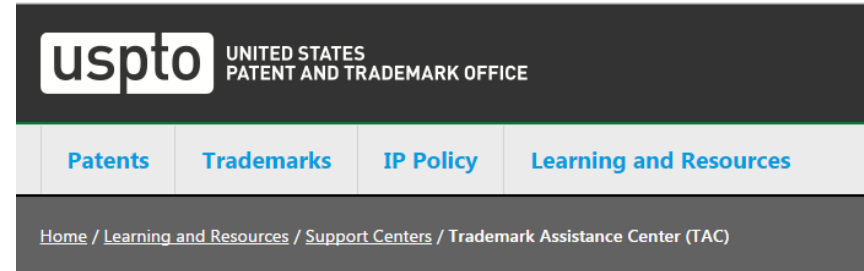 uspto
UNITED STATES
PATENT AND TRADEMARK OFFICE
Patents Trademarks IP Policy Learning and Resources
Home / Learning and Resources / Support Centers / Trademark Assistance Center (TAC)